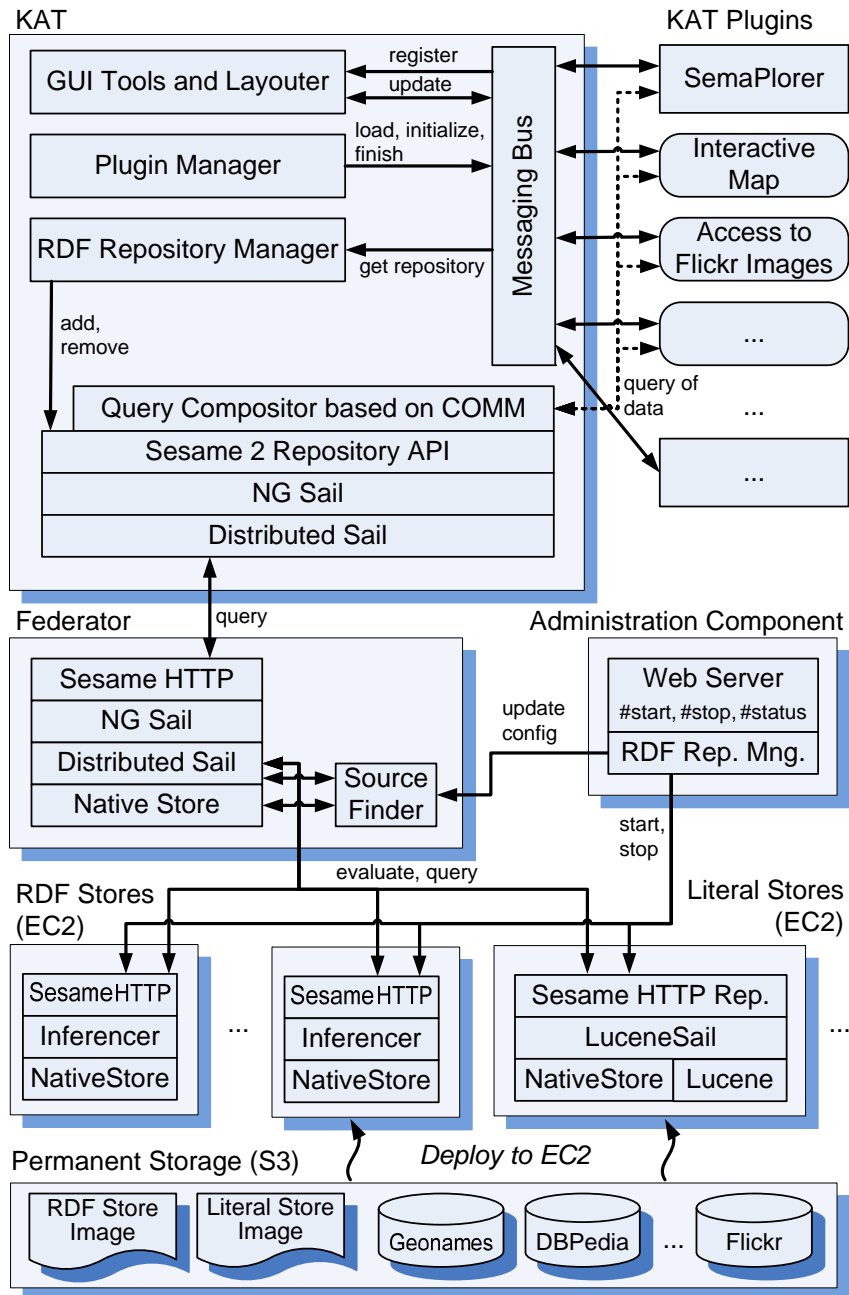 KAT
KAT Plugins
GUI Tools and Layouter
register
update
Messaging Bus
SemaPlorer
Plugin Manager
load, initialize,
finish
Interactive
Map
RDF Repository Manager
get repository
Access to
Flickr Images
add,
remove
...
query of
data
...
Query Compositor based on COMM
Sesame 2 Repository API
...
NG Sail
Distributed Sail
query
Federator
Administration Component
Sesame HTTP
NG Sail
Distributed Sail
Native Store
Source
Finder
update
config
Web Server
#start, #stop, #status
RDF Rep. Mng.
start,
stop
evaluate, query
RDF Stores
(EC2)
Literal Stores
(EC2)
SesameHTTP
Inferencer
NativeStore
...
SesameHTTP
Inferencer
NativeStore
Sesame HTTP Rep.
LuceneSail
NativeStore
Lucene
...
Permanent Storage (S3)
Deploy to EC2
RDF Store
Image
Literal Store
Image
Geonames
DBPedia
...
Flickr